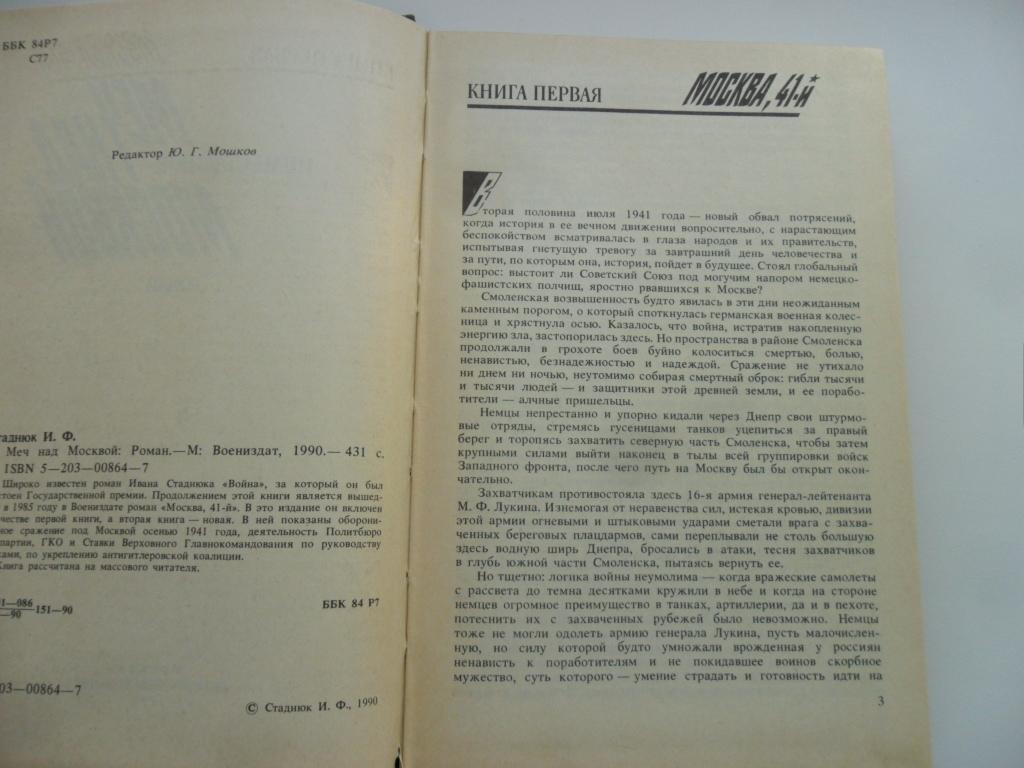 ББК 84Р7
С77
Редактор Ю. Г. Мошков
таднюк И. Ф.
Меч над Москвой: Роман.—М: Воениздат, 1990.— 431 с.
ISBN 5—203—00864—7
Широко известен роман Ивана Стаднюка «Война», за который он был
стоен Государственной премии. Продолжением этой книги является вышед-
в 1985 году в Воениздате роман «Москва, 41-й». В это издание он включен
честве первой книги, а вторая книга — новая. В ней показаны оборони-
ное сражение под Москвой осенью 1941 года, деятельность Политбюро
партии, ГКО и Ставки Верховного Главнокомандования по руководству
ками, по укреплению антигитлеровской коалиции.
Книга рассчитана на массового читателя.
1—086
—90
151—90
ББК 84 Р7
03—00864—7
© Стаднюк И. Ф., 1990
КНИГА ПЕРВАЯ
МОСКВА, 41-й
Вторая половина июля 1941 года — новый обвал потрясений,
когда история в ее вечном движении вопросительно, с нарастающим
беспокойством всматривалась в глаза народов и их правительств,
испытывая гнетущую тревогу за завтрашний день человечества и
за пути, по которым она, история, пойдет в будущее. Стоял глобальный
вопрос: выстоит ли Советский Союз под могучим напором немецко-
фашистских полчищ, яростно рвавшихся к Москве?
Смоленская возвышенность будто явилась в эти дни неожиданным
каменным порогом, о который споткнулась германская военная колес-
ница и хрястнула осью. Казалось, что война, истратив накопленную
энергию зла, застопорилась здесь. Но пространства в районе Смоленска
продолжали в грохоте боев буйно колоситься смертью, болью,
ненавистью, безнадежностью и надеждой. Сражение не утихало
ни днем ни ночью, неутомимо собирая смертный оброк: гибли тысячи
и тысячи людей — и защитники этой древней земли, и ее порабо-
тители — алчные пришельцы.
Немцы непрестанно и упорно кидали через Днепр свои штурмо-
вые отряды, стремясь гусеницами танков уцепиться за правый
берег и торопясь захватить северную часть Смоленска, чтобы затем
крупными силами выйти наконец в тылы всей группировки войск
Западного фронта, после чего путь на Москву был бы открыт окон-
чательно.
Захватчикам противостояла здесь 16-я армия генерал-лейтенанта
М. Ф. Лукина. Изнемогая от неравенства сил, истекая кровью, дивизии
этой армии огневыми и штыковыми ударами сметали врага с захва-
ченных береговых плацдармов, сами переплывали не столь большую
здесь водную ширь Днепра, бросались в атаки, тесня захватчиков
в глубь южной части Смоленска, пытаясь вернуть ее.
Но тщетно: логика войны неумолима — когда вражеские самолеты
с рассвета до темна десятками кружили в небе и когда на стороне
немцев огромное преимущество в танках, артиллерии, да и в пехоте,
потеснить их с захваченных рубежей было невозможно. Немцы
тоже не могли одолеть армию генерала Лукина, пусть малочислен-
ную, но силу которой будто умножали врожденная у россиян
ненависть к поработителям и не покидавшее воинов скорбное
мужество, суть которого — умение страдать и готовность идти на
3